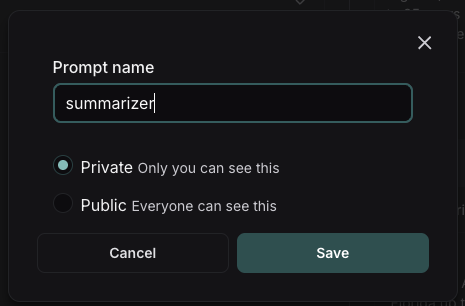 Prompt name
summarizer
Private Only you can see this
Public Everyone can see this
Cancel Save